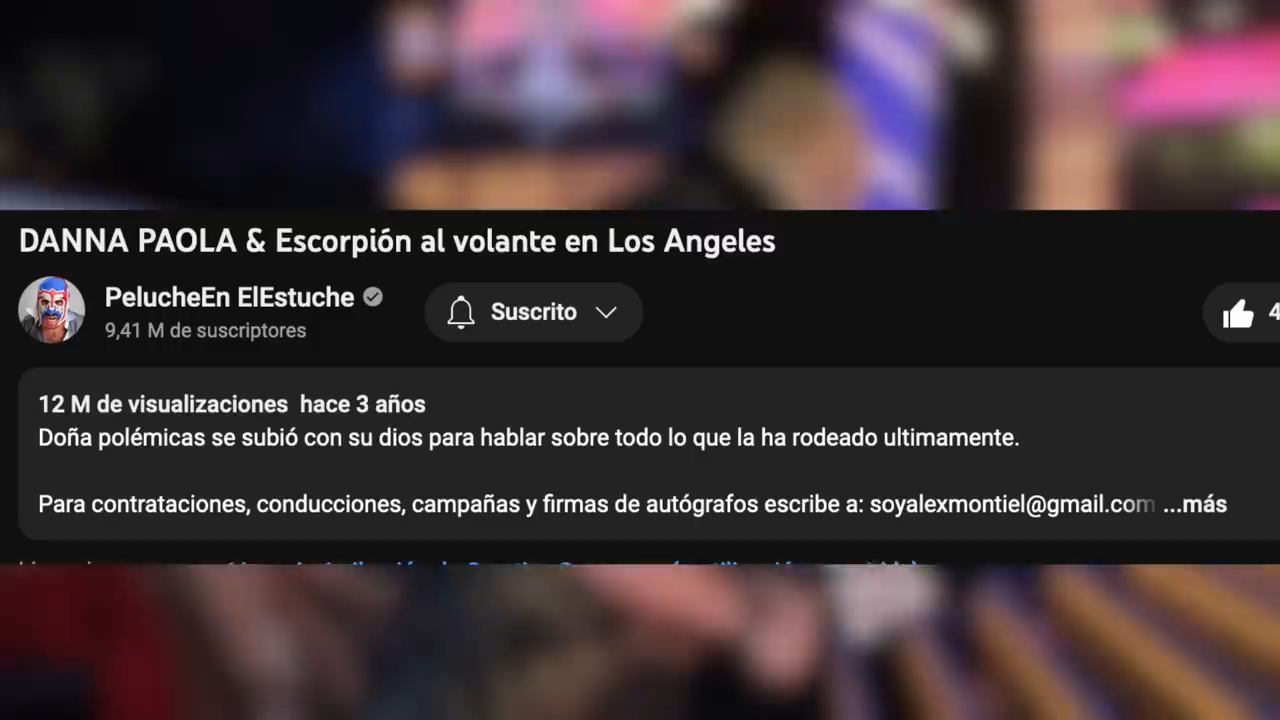 DANNA PAOLA & Escorpión al volante en Los Angeles
PelucheEn ElEstuche
9,41 M de suscriptores
Suscrito
4
12 M de visualizaciones hace 3 años
Doña polémicas se subió con su dios para hablar sobre todo lo que la ha rodeado ultimamente.
Para contrataciones, conducciones, campañas y firmas de autógrafos escribe a: soyalexmontiel@gmail.com ...más